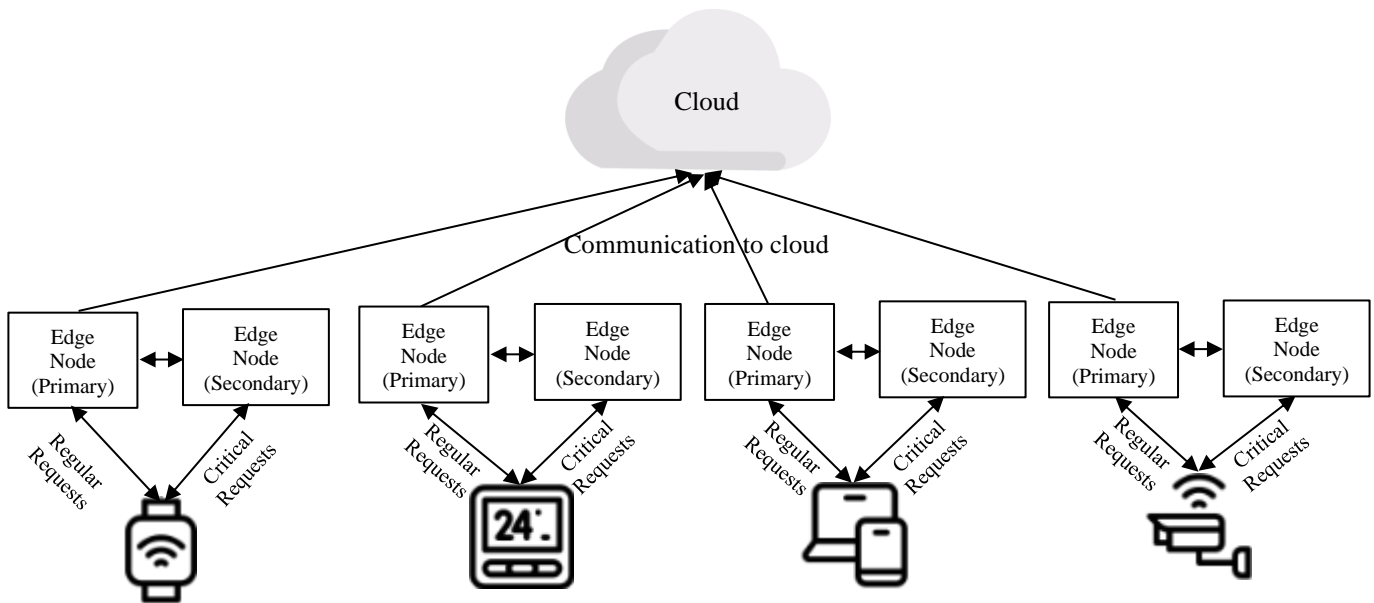 Cloud
Communication to cloud
Edge
Node
(Primary)
Edge
Node
(Secondary)
Edge
Node
(Primary)
Edge
Node
(Secondary)
Edge
Node
(Primary)
Edge
Node
(Secondary)
Edge
Node
(Primary)
Edge
Node
(Secondary)
Regular
Requests
Critical
Requests
Regular
Requests
Critical
Requests
Regular
Requests
Critical
Requests
Regular
Requests
Critical
Requests
24